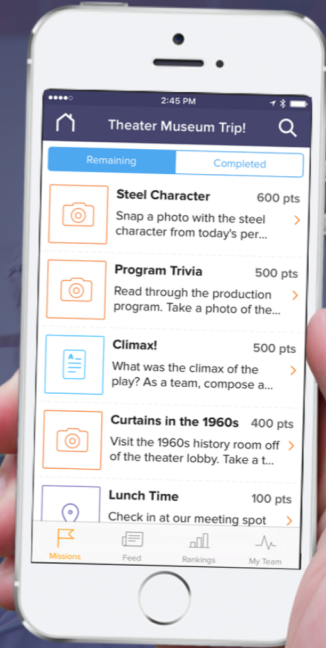 2:45 PM
Theater Museum Trip!
Remaining
Completed
Steel Character 600 pts
Snap a photo with the steel
character from today's per...
Program Trivia 500 pts
Read through the production
program. Take a photo of the...
Climax! 500 pts
What was the climax of the
play? As a team, compose a...
Curtains in the 1960s 400 pts
Visit the 1960s history room off
of the theater lobby. Take a t...
Lunch Time 100 pts
Check in at our meeting spot
Missions
Feed
Rankings
My Team